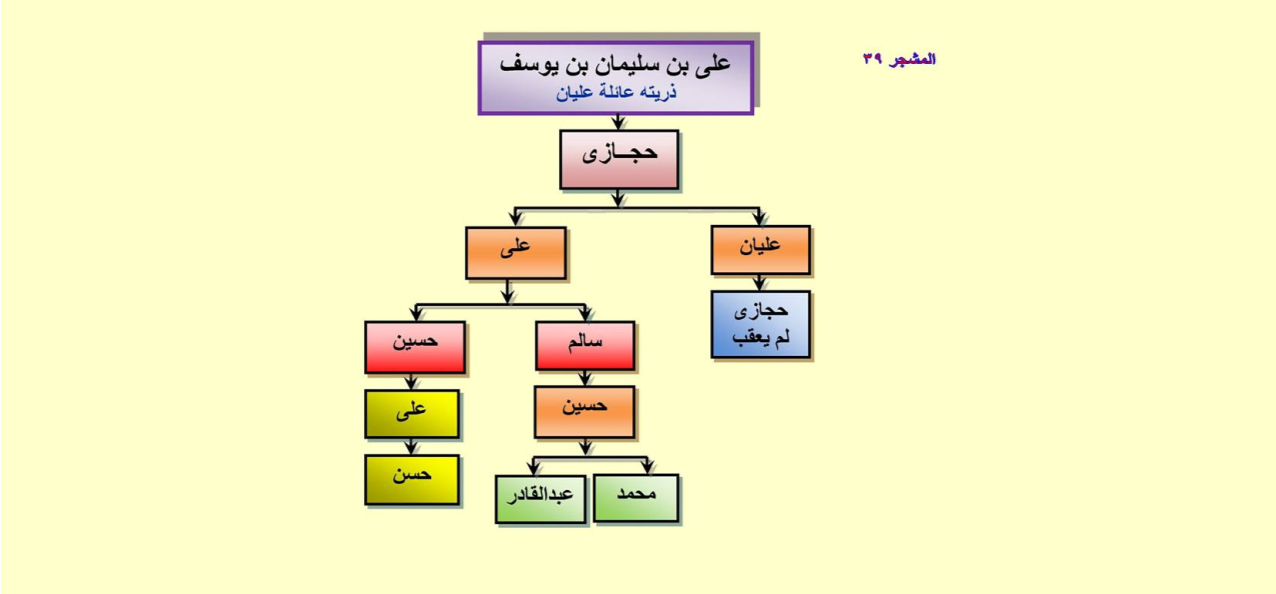 المشجر ٣٩
على بن سليمان بن يوسف
ذريته عائلة عليان
حجــازى
عليان
على
حجازى
لم يعقب
سالم
حسين
حسين
على
محمد
عبدالقادر
حسن